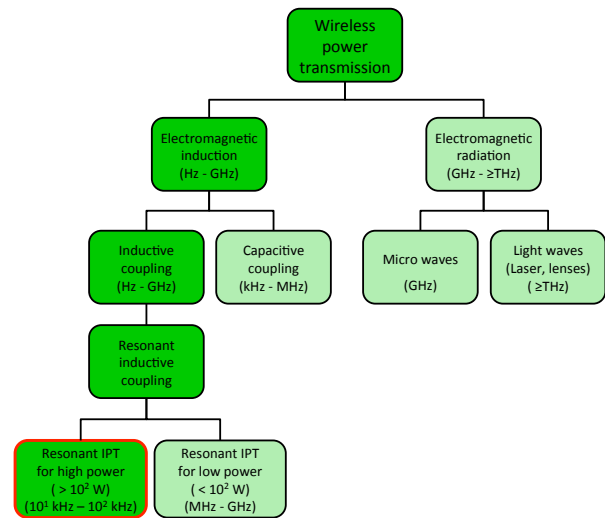 Wireless
power
transmission
Electromagnetic
induction
(Hz - GHz)
Electromagnetic
radiation
(GHz - ≥THz)
Inductive
coupling
(Hz - GHz)
Capacitive
coupling
(kHz - MHz)
Micro waves
(GHz)
Light waves
(Laser, lenses)
( ≥THz)
Resonant
inductive
coupling
Resonant IPT
for high power
( > 10² W)
(10¹ kHz – 10² kHz)
Resonant IPT
for low power
( < 10² W)
(MHz - GHz)